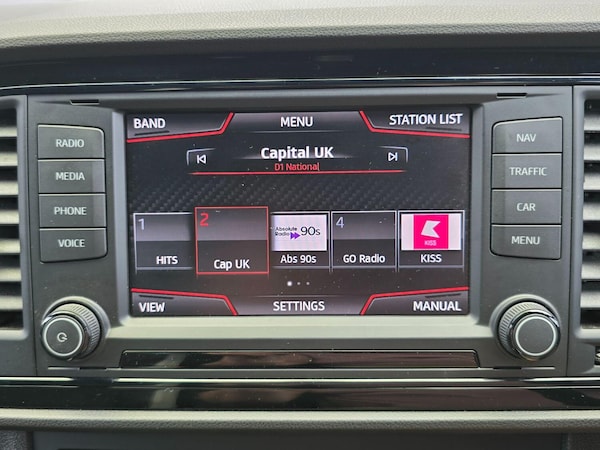 BAND MENU STATION LIST
RADIO
MEDIA
PHONE
VOICE
Capital UK
D1 National
1
HITS
2
Cap UK
Absolute Radio 90s
Abs 90s
4
GO Radio
KISS
KISS
VIEW SETTINGS MANUAL
NAV
TRAFFIC
CAR
MENU